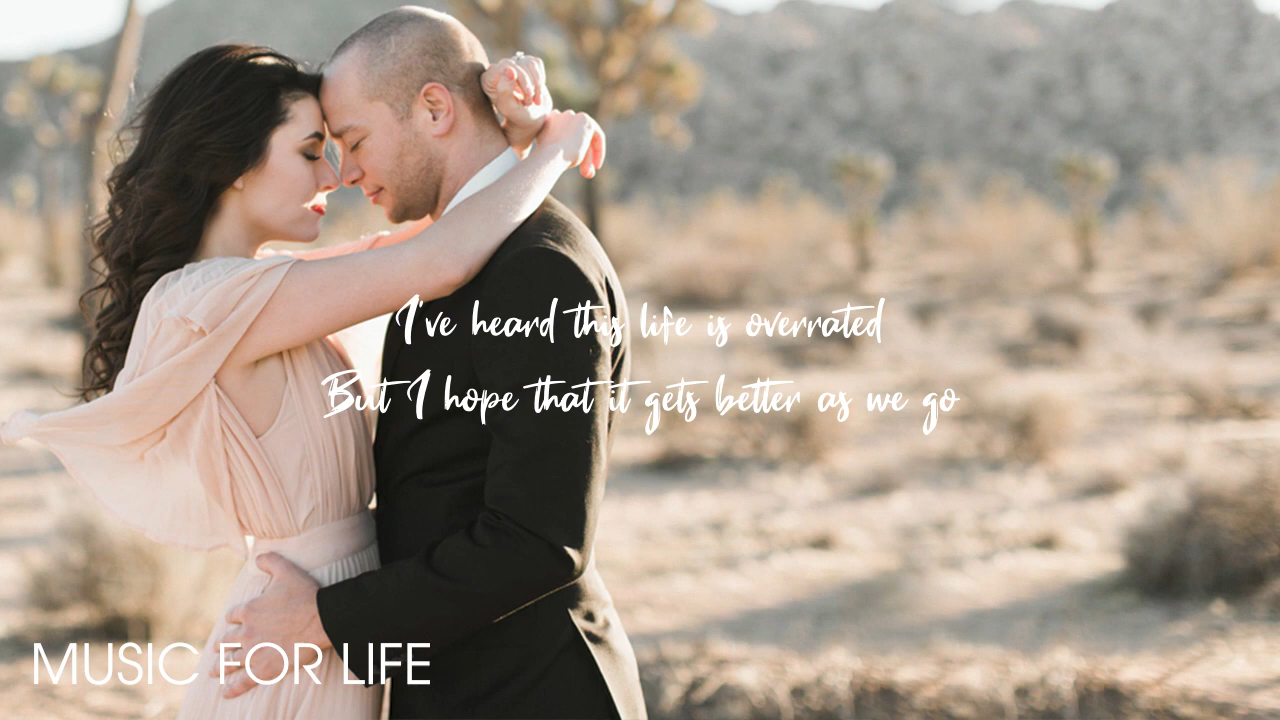 I've heard this life is overrated
But I hope that it gets better as we go
MUSIC FOR LIFE